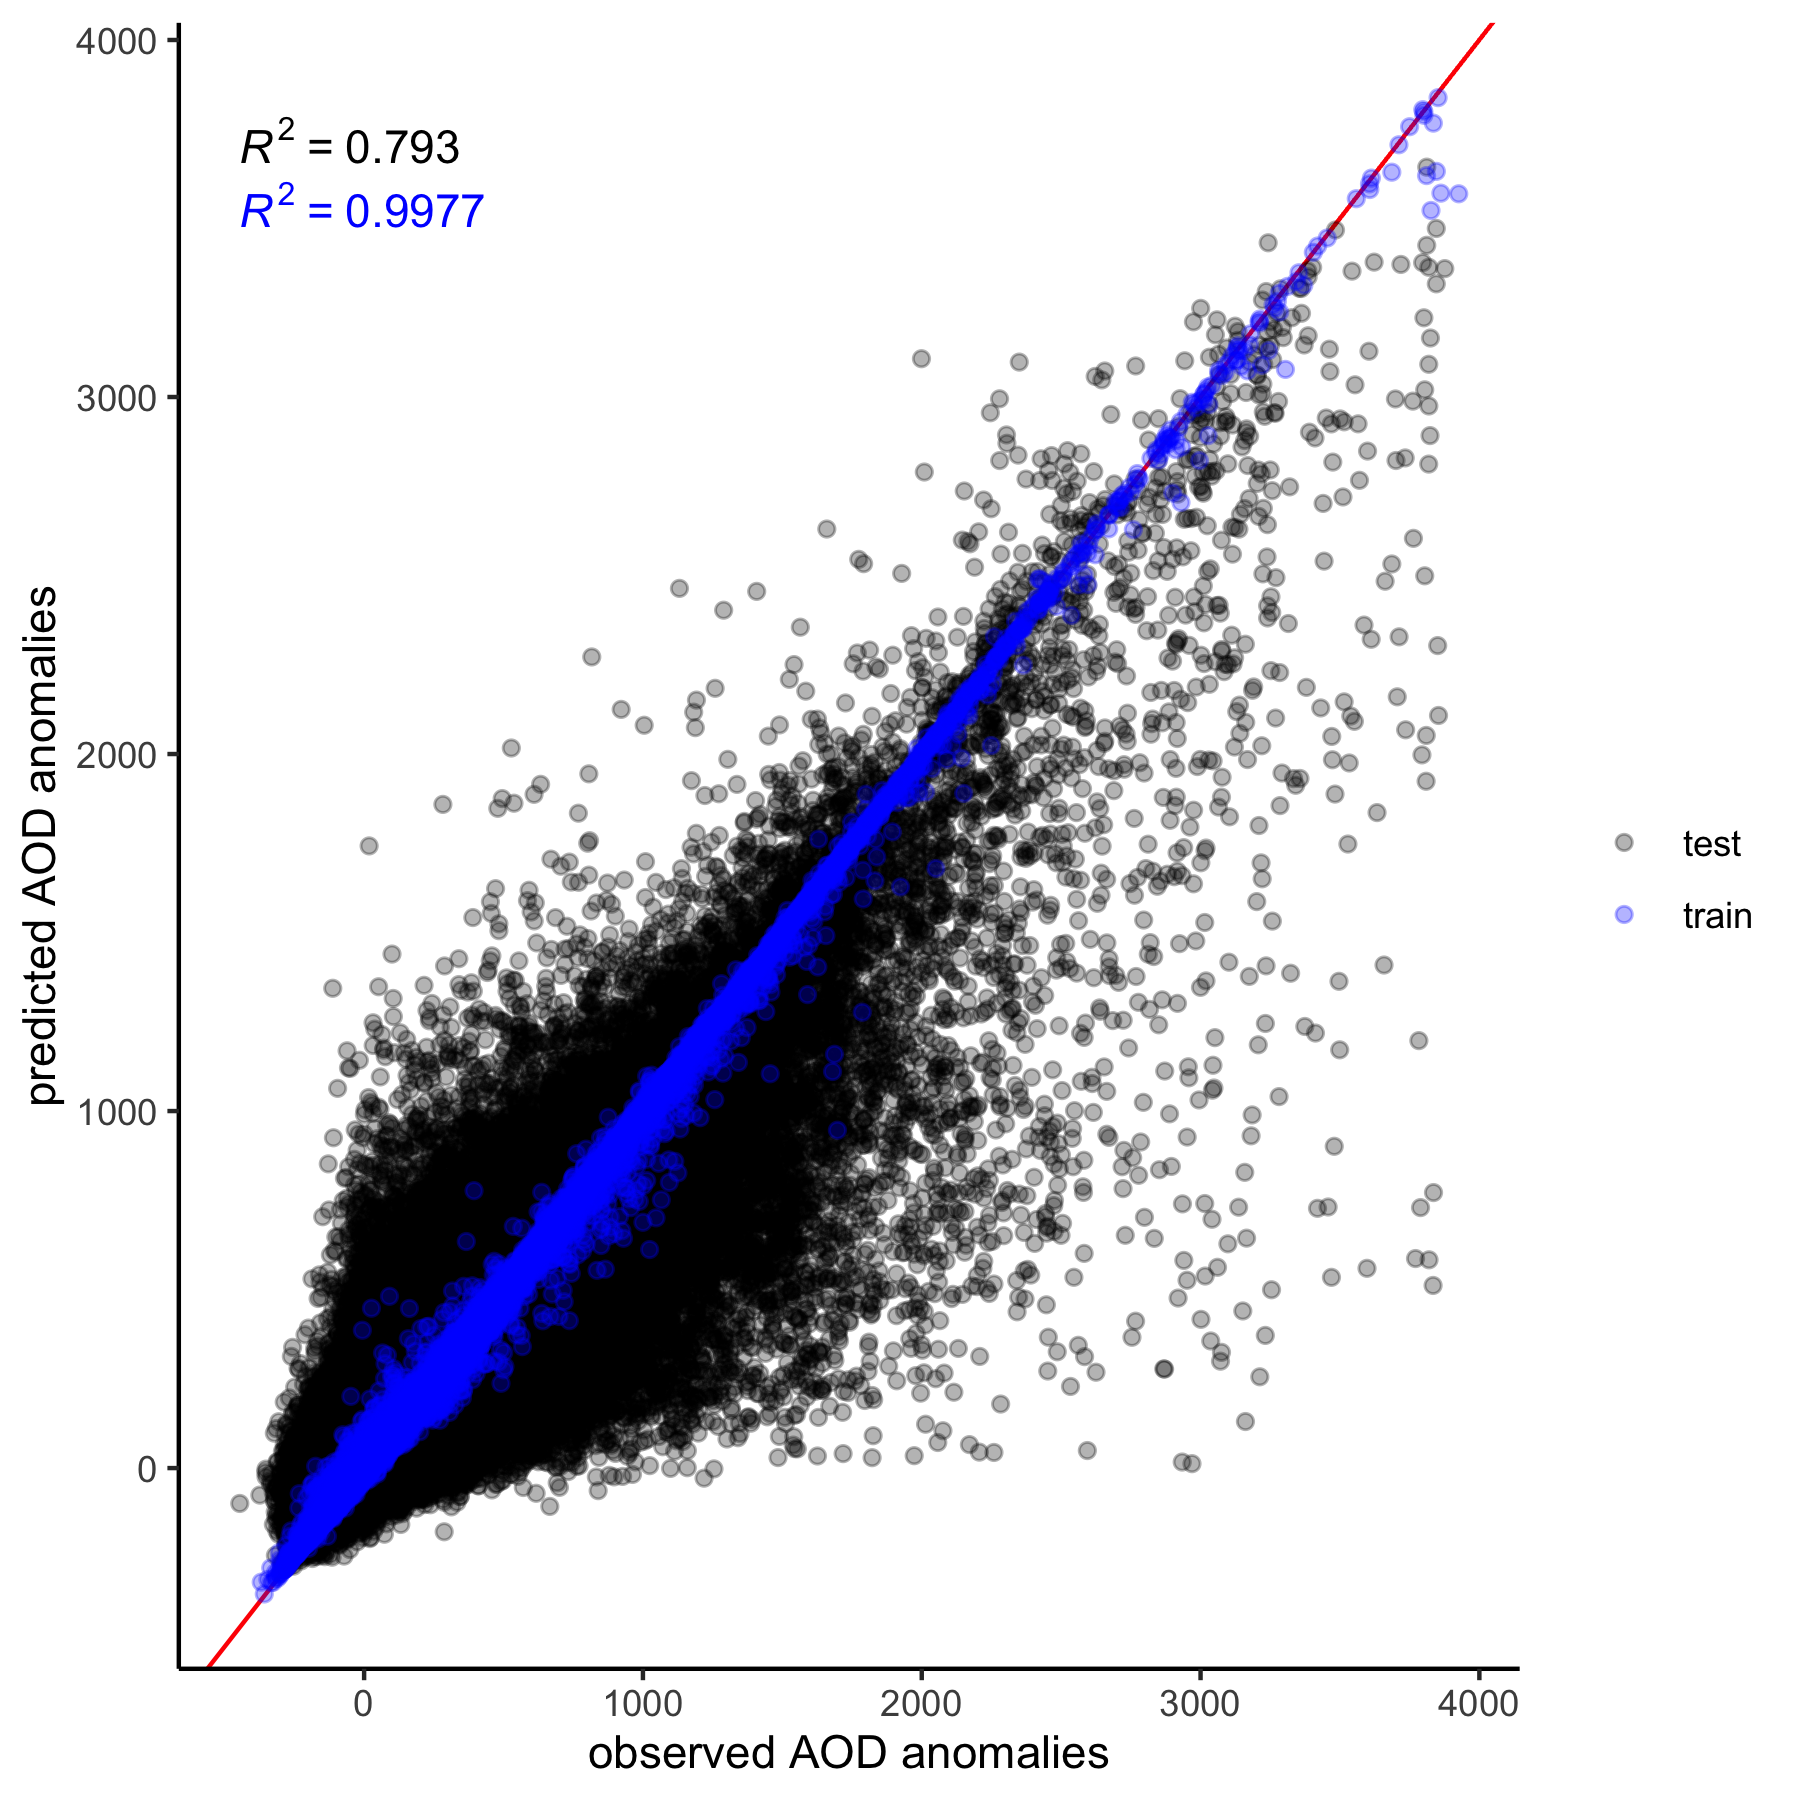 4000
3000
2000
1000
0
R² = 0.793
R² = 0.9977
predicted AOD anomalies
test
train
0 1000 2000 3000 4000
observed AOD anomalies